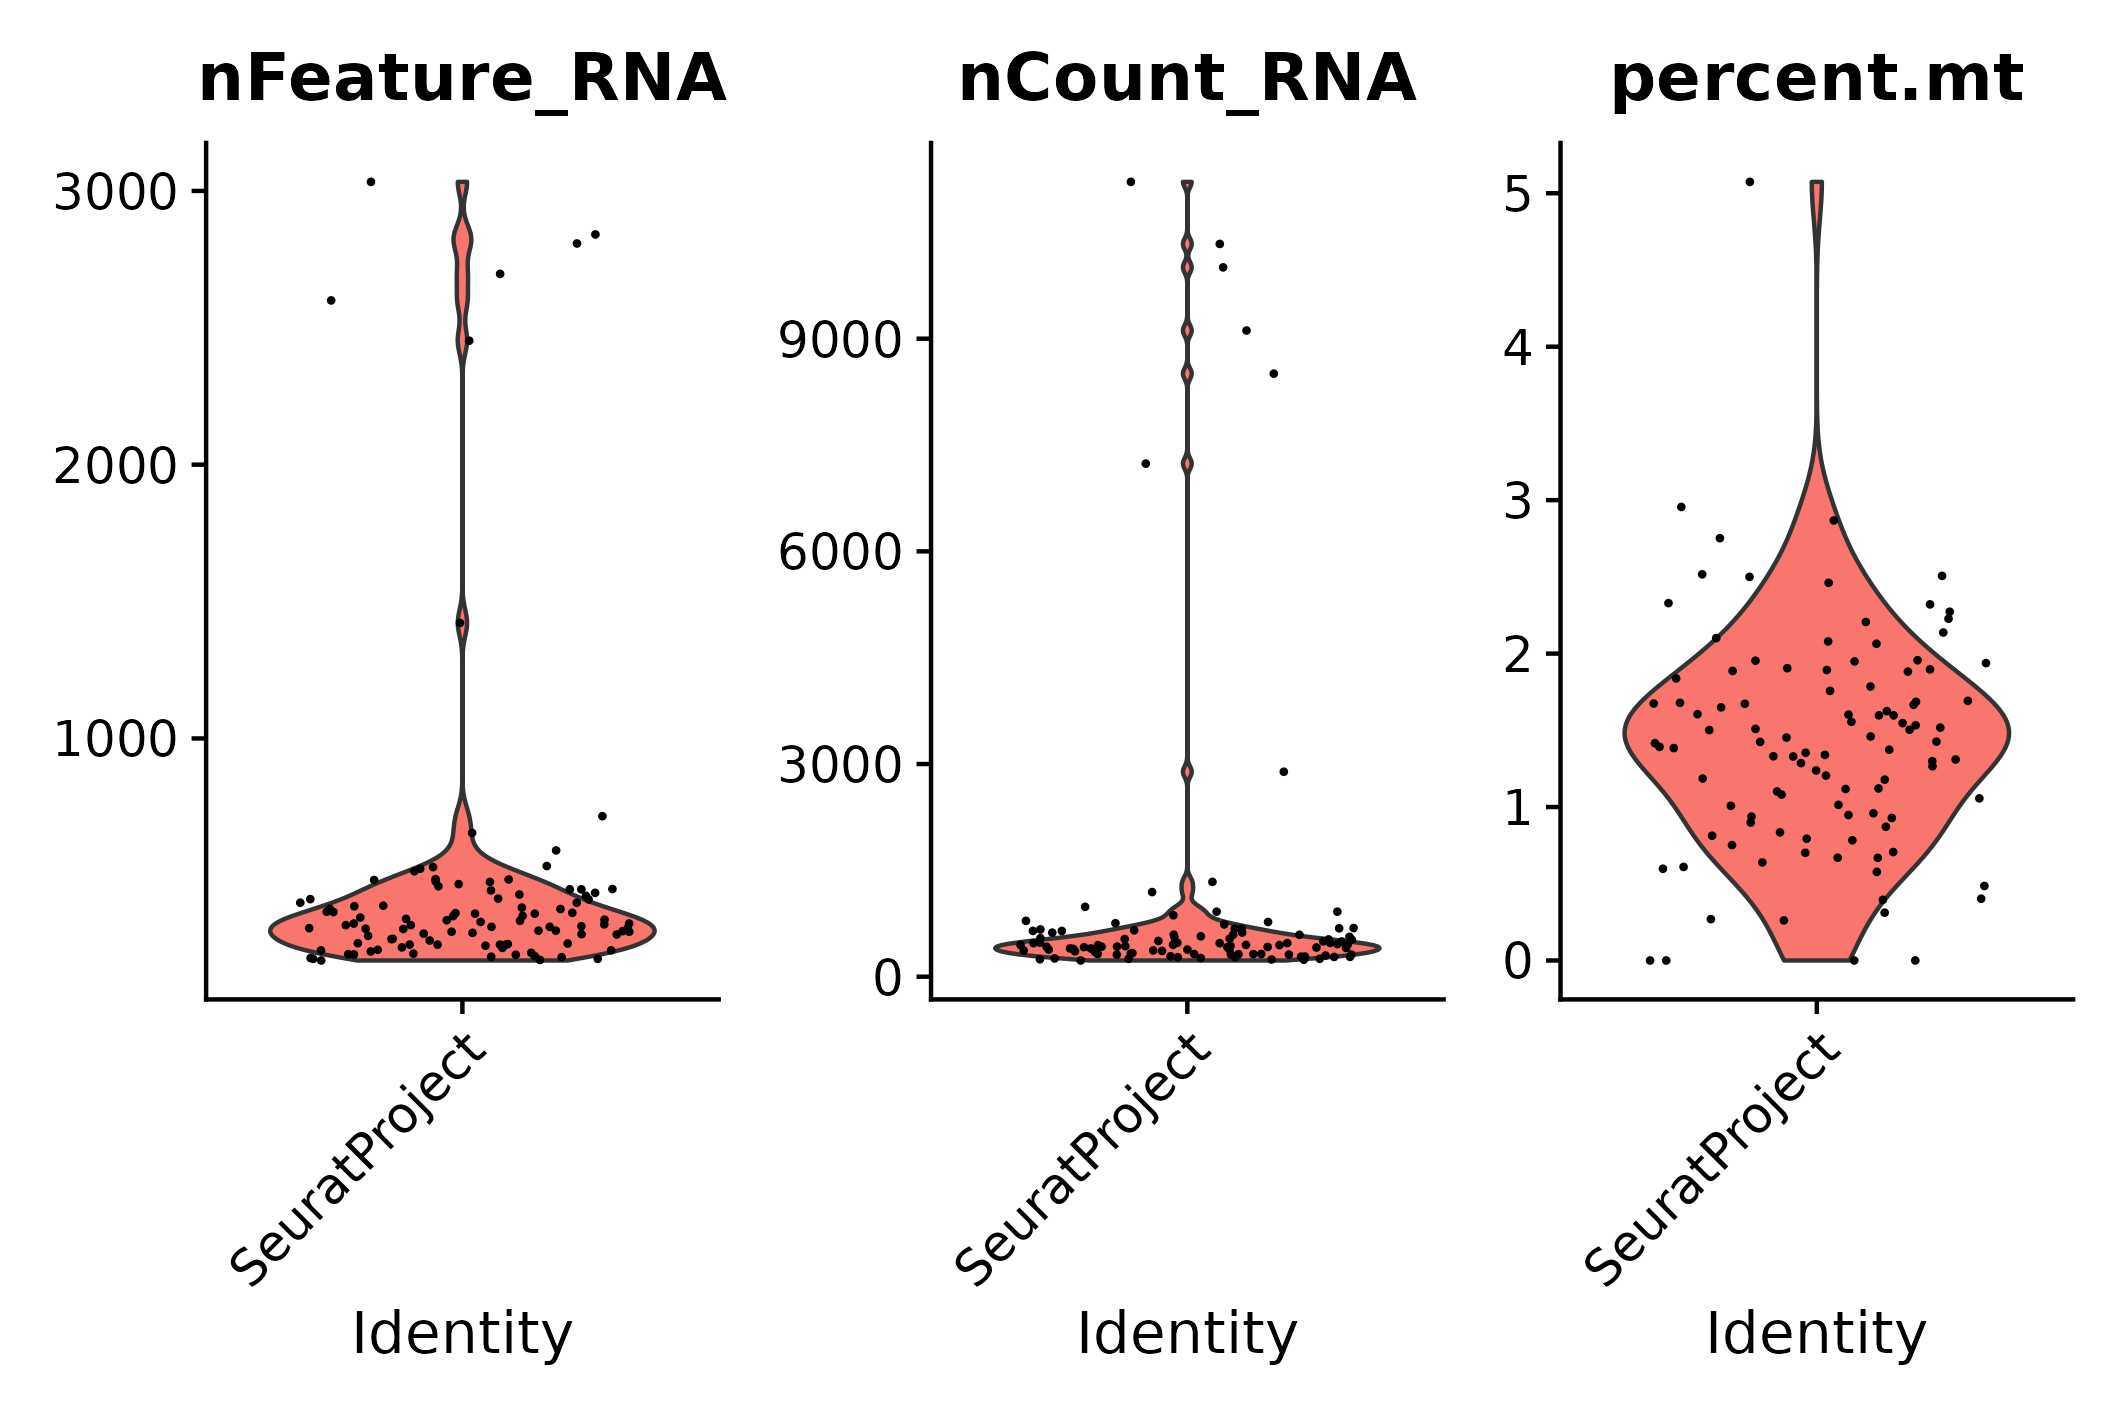 nFeature_RNA
3000
2000
1000
SeuratProject
Identity
nCount_RNA
9000
6000
3000
0
SeuratProject
Identity
percent.mt
5
4
3
2
1
0
SeuratProject
Identity